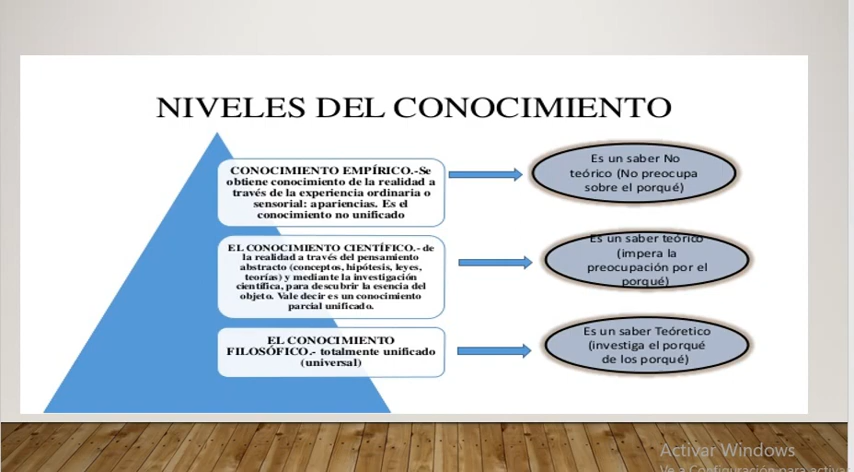 NIVELES DEL CONOCIMIENTO
CONOCIMIENTO EMPÍRICO.-Se
obtiene conocimiento de la realidad a
través de la experiencia ordinaria o
sensorial: apariencias. Es el
conocimiento no unificado
Es un saber No
teórico (No preocupa
sobre el porqué)
EL CONOCIMIENTO CIENTÍFICO.- de
la realidad a través del pensamiento
abstracto (conceptos, hipótesis, leyes,
teorías) y mediante la investigación
científica, para descubrir la esencia del
objeto. Vale decir es un conocimiento
parcial unificado.
Es un saber teórico
(impera la
preocupación por el
porqué)
EL CONOCIMIENTO
FILOSÓFICO.- totalmente unificado
(universal)
Es un saber Teóretico
(investiga el porqué
de los porqué)
Activar Windows
Ve a Configuración para activa